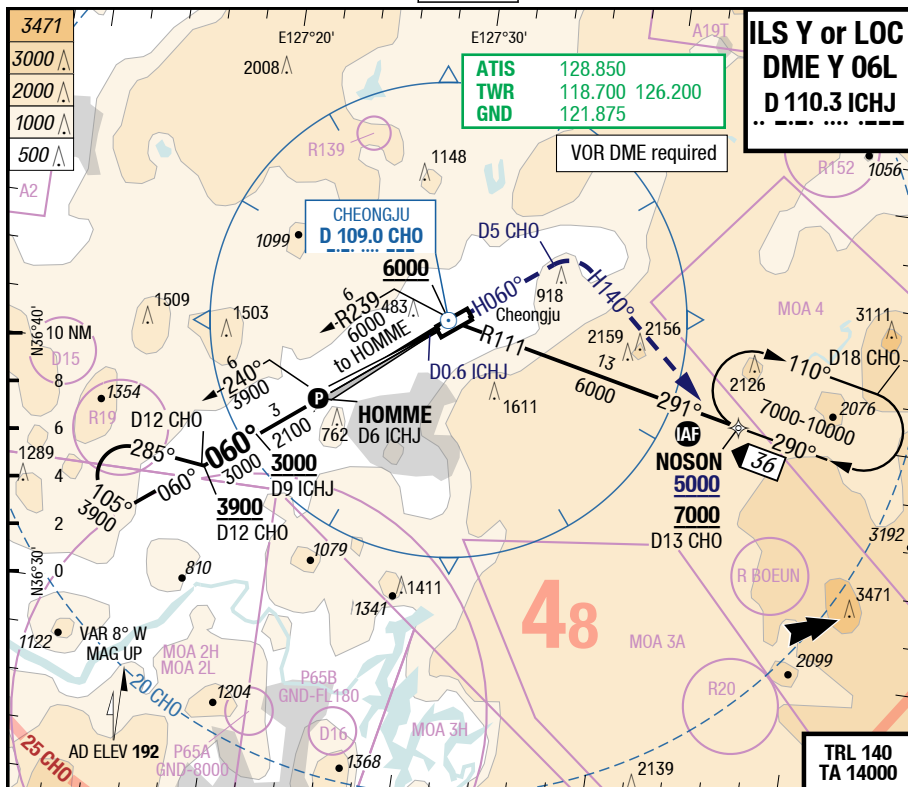 3471
3000
2000
1000
500
A2
E127°20'
E127°30'
A19T
ILS Y or LOC
DME Y 06L
D 110.3 ICHJ
ATIS 128.850
TWR 118.700 126.200
GND 121.875
VOR DME required
2008
R139
1148
R152
1056
CHEONGJU
D 109.0 CHO
1099
6000
D5 CHO
H060°
H140°
918
Cheongju
MOA 4
3111
1509
1503
6
R239
6000
to HOMME
483
N36°40'
10 NM
D15
2159
2156
R111
13
6000
291°
D18 CHO
110°
2126
7000-10000
2076
290°
8
6
4
2
0
6
240°
3900
P
D0.6 ICHJ
1611
1354
R19
D12 CHO
HOMME
D6 ICHJ
762
3
2100
060°
3000
285°
060°
105°
3900
1289
3000
D9 ICHJ
3900
D12 CHO
IAF
NOSON
5000
7000
D13 CHO
36
3192
N36°30'
810
1079
1341
1411
1122
R BOEUN
3471
48
MOA 3A
2099
VAR 8° W
MAG UP
MOA 2H
MOA 2L
20 CHO
1204
P65B
GND-FL180
D16
MOA 3H
R20
25 CHO
AD ELEV 192
P65A
GND-8000
1368
2139
TRL 140
TA 14000